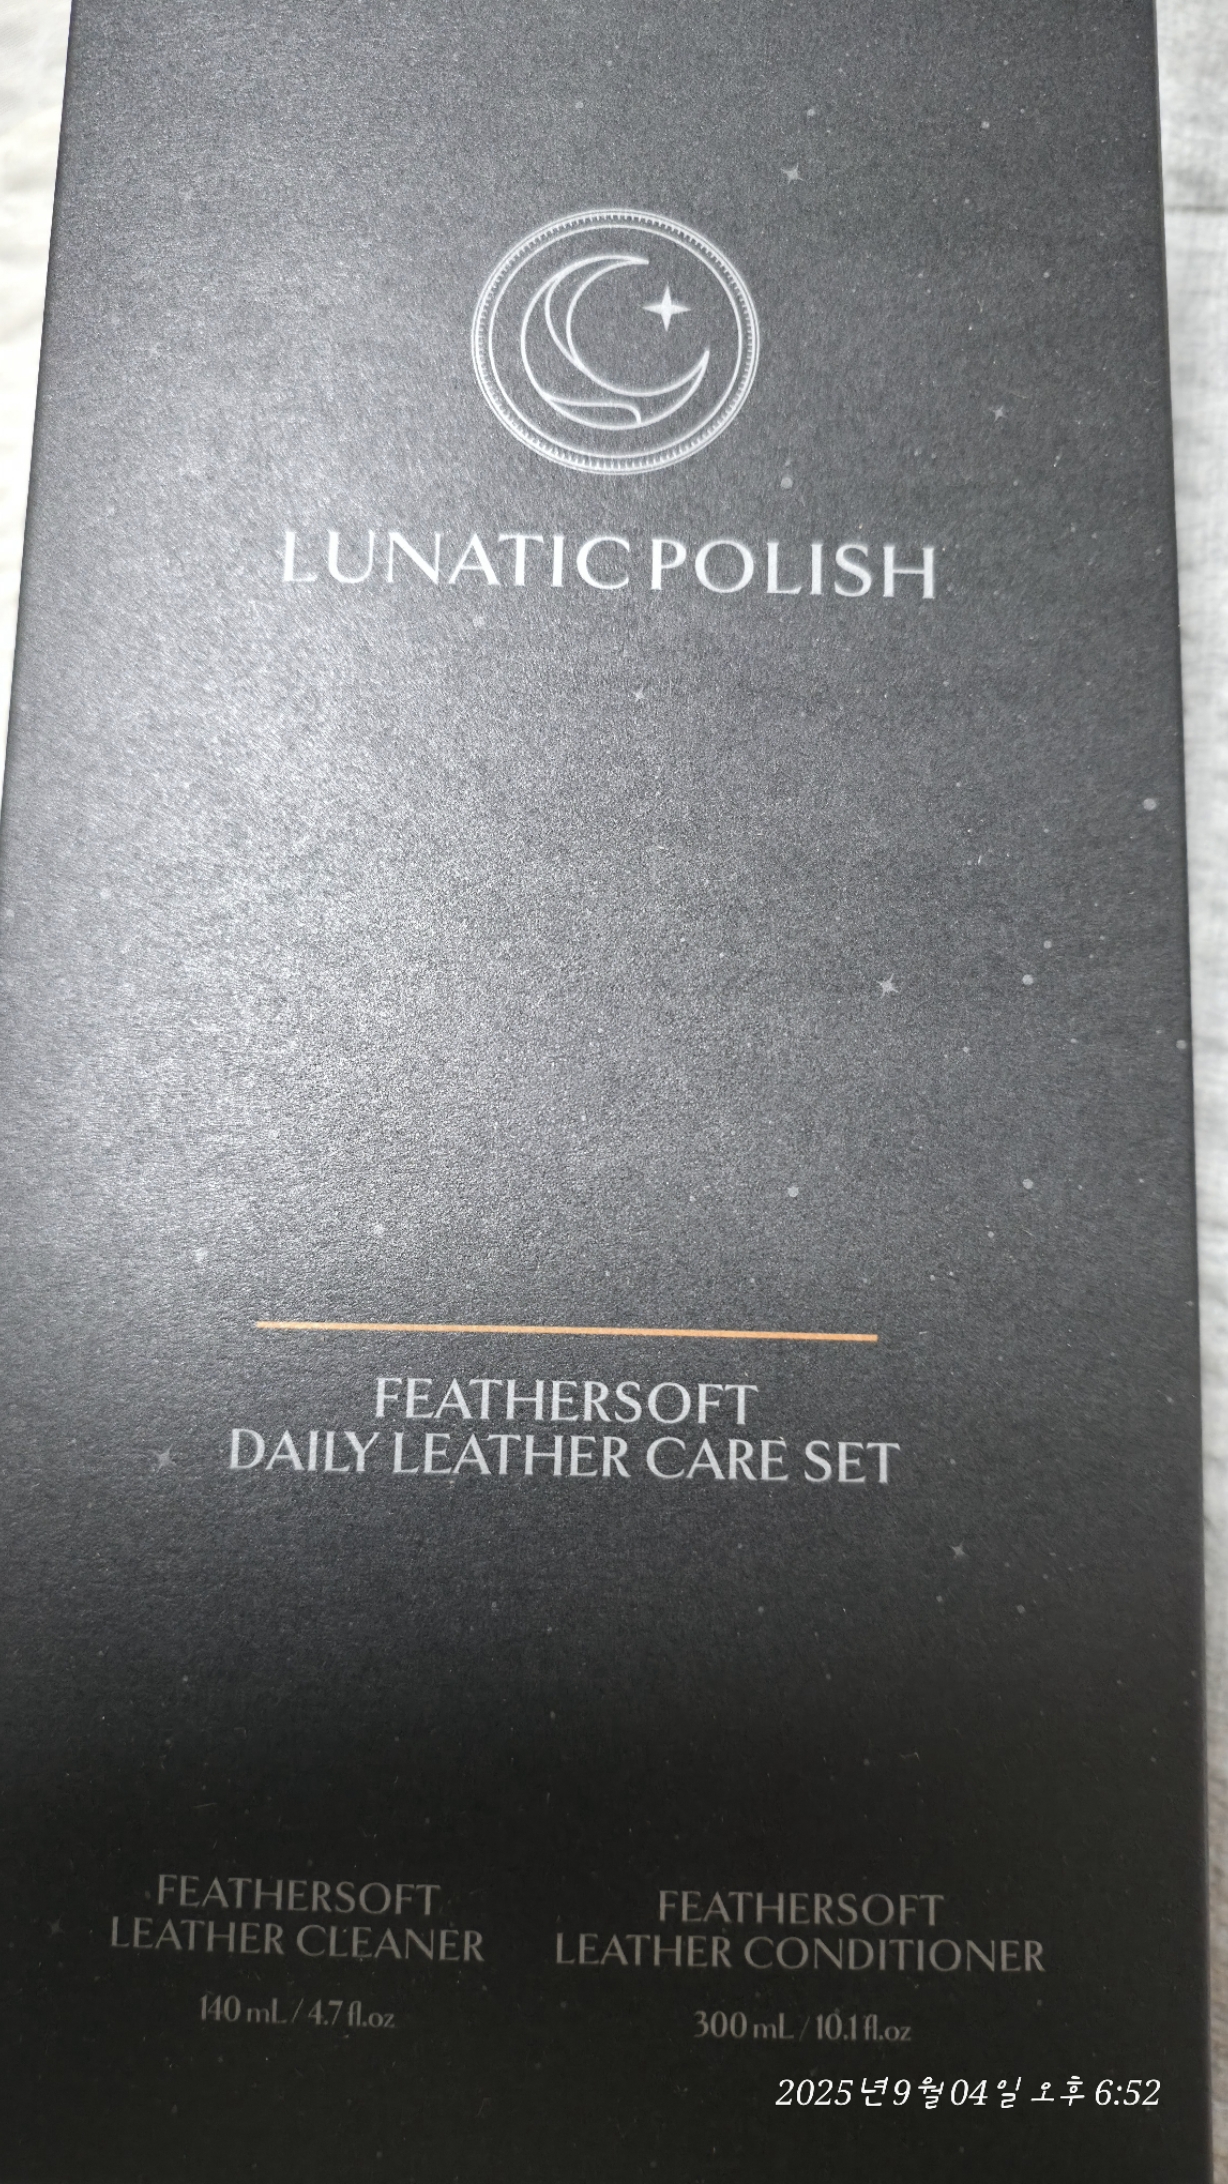 LUNATIC POLISH
FEATHERSOFT
DAILY LEATHER CARE SET
FEATHERSOFT
LEATHER CLEANER
140 mL / 4.7 fl.oz
FEATHERSOFT
LEATHER CONDITIONER
300 mL / 10.1 fl.oz
2025년 9월 04일 오후 6:52